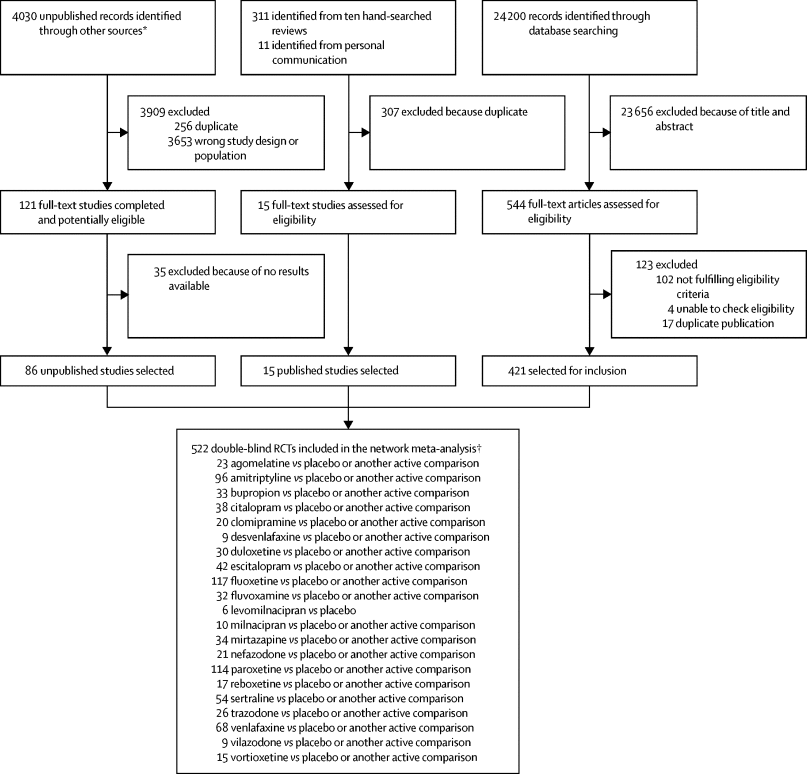 4030 unpublished records identified
through other sources*
311 identified from ten hand-searched
reviews
11 identified from personal
communication
24 200 records identified through
database searching
3909 excluded
256 duplicate
3653 wrong study design or
population
307 excluded because duplicate
23 656 excluded because of title and
abstract
121 full-text studies completed
and potentially eligible
15 full-text studies assessed for
eligibility
544 full-text articles assessed for
eligibility
35 excluded because of no results
available
123 excluded
102 not fulfilling eligibility
criteria
4 unable to check eligibility
17 duplicate publication
86 unpublished studies selected
15 published studies selected
421 selected for inclusion
522 double-blind RCTs included in the network meta-analysis†
23 agomelatine vs placebo or another active comparison
96 amitriptyline vs placebo or another active comparison
33 bupropion vs placebo or another active comparison
38 citalopram vs placebo or another active comparison
20 clomipramine vs placebo or another active comparison
9 desvenlafaxine vs placebo or another active comparison
30 duloxetine vs placebo or another active comparison
42 escitalopram vs placebo or another active comparison
117 fluoxetine vs placebo or another active comparison
32 fluvoxamine vs placebo or another active comparison
6 levomilnacipran vs placebo
10 milnacipran vs placebo or another active comparison
34 mirtazapine vs placebo or another active comparison
21 nefazodone vs placebo or another active comparison
114 paroxetine vs placebo or another active comparison
17 reboxetine vs placebo or another active comparison
54 sertraline vs placebo or another active comparison
26 trazodone vs placebo or another active comparison
68 venlafaxine vs placebo or another active comparison
9 vilazodone vs placebo or another active comparison
15 vortioxetine vs placebo or another active comparison